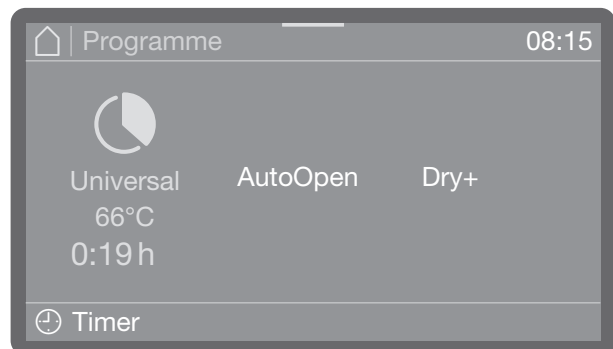 Programme 08:15
Universal AutoOpen Dry+
66°C
0:19 h
Timer